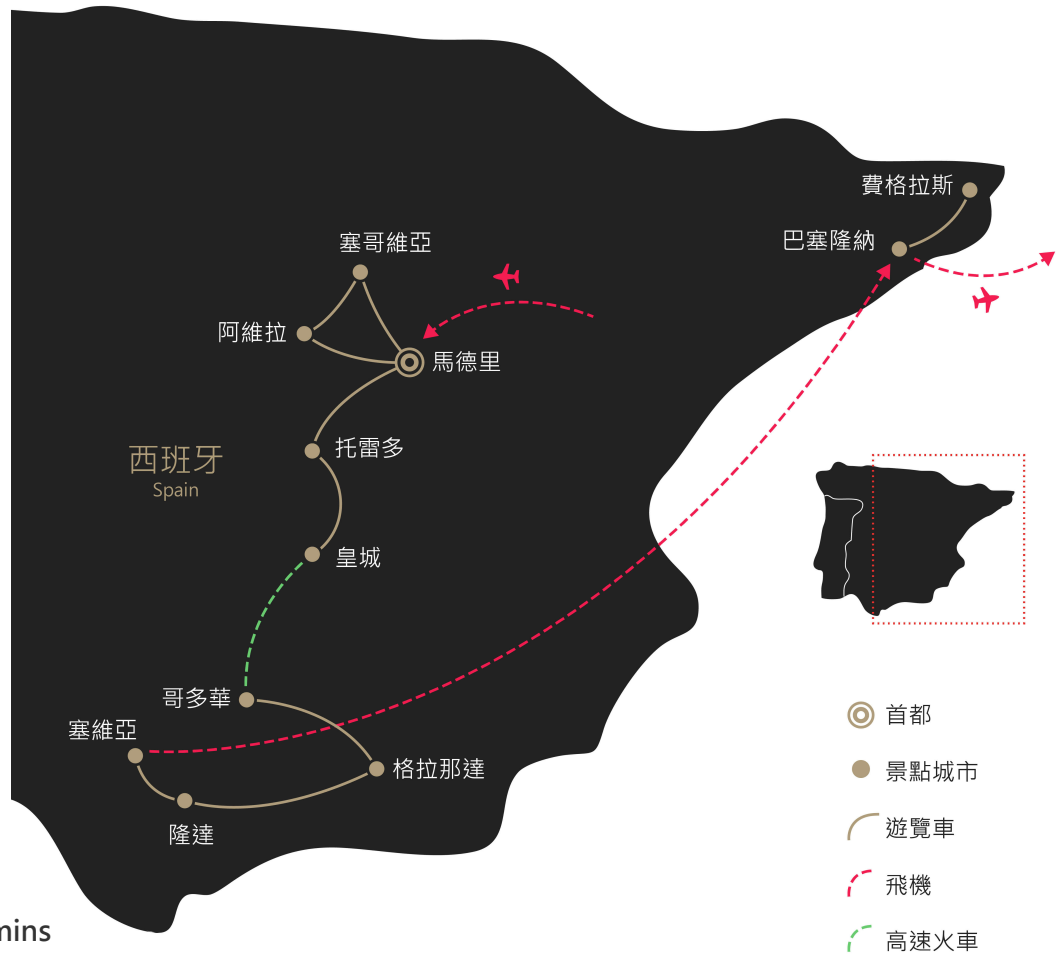 費格拉斯
巴塞隆納
塞哥維亞
阿維拉
馬德里
托雷多
西班牙
Spain
皇城
哥多華
塞維亞
格拉那達
隆達
首都
景點城市
遊覽車
飛機
高速火車
mins